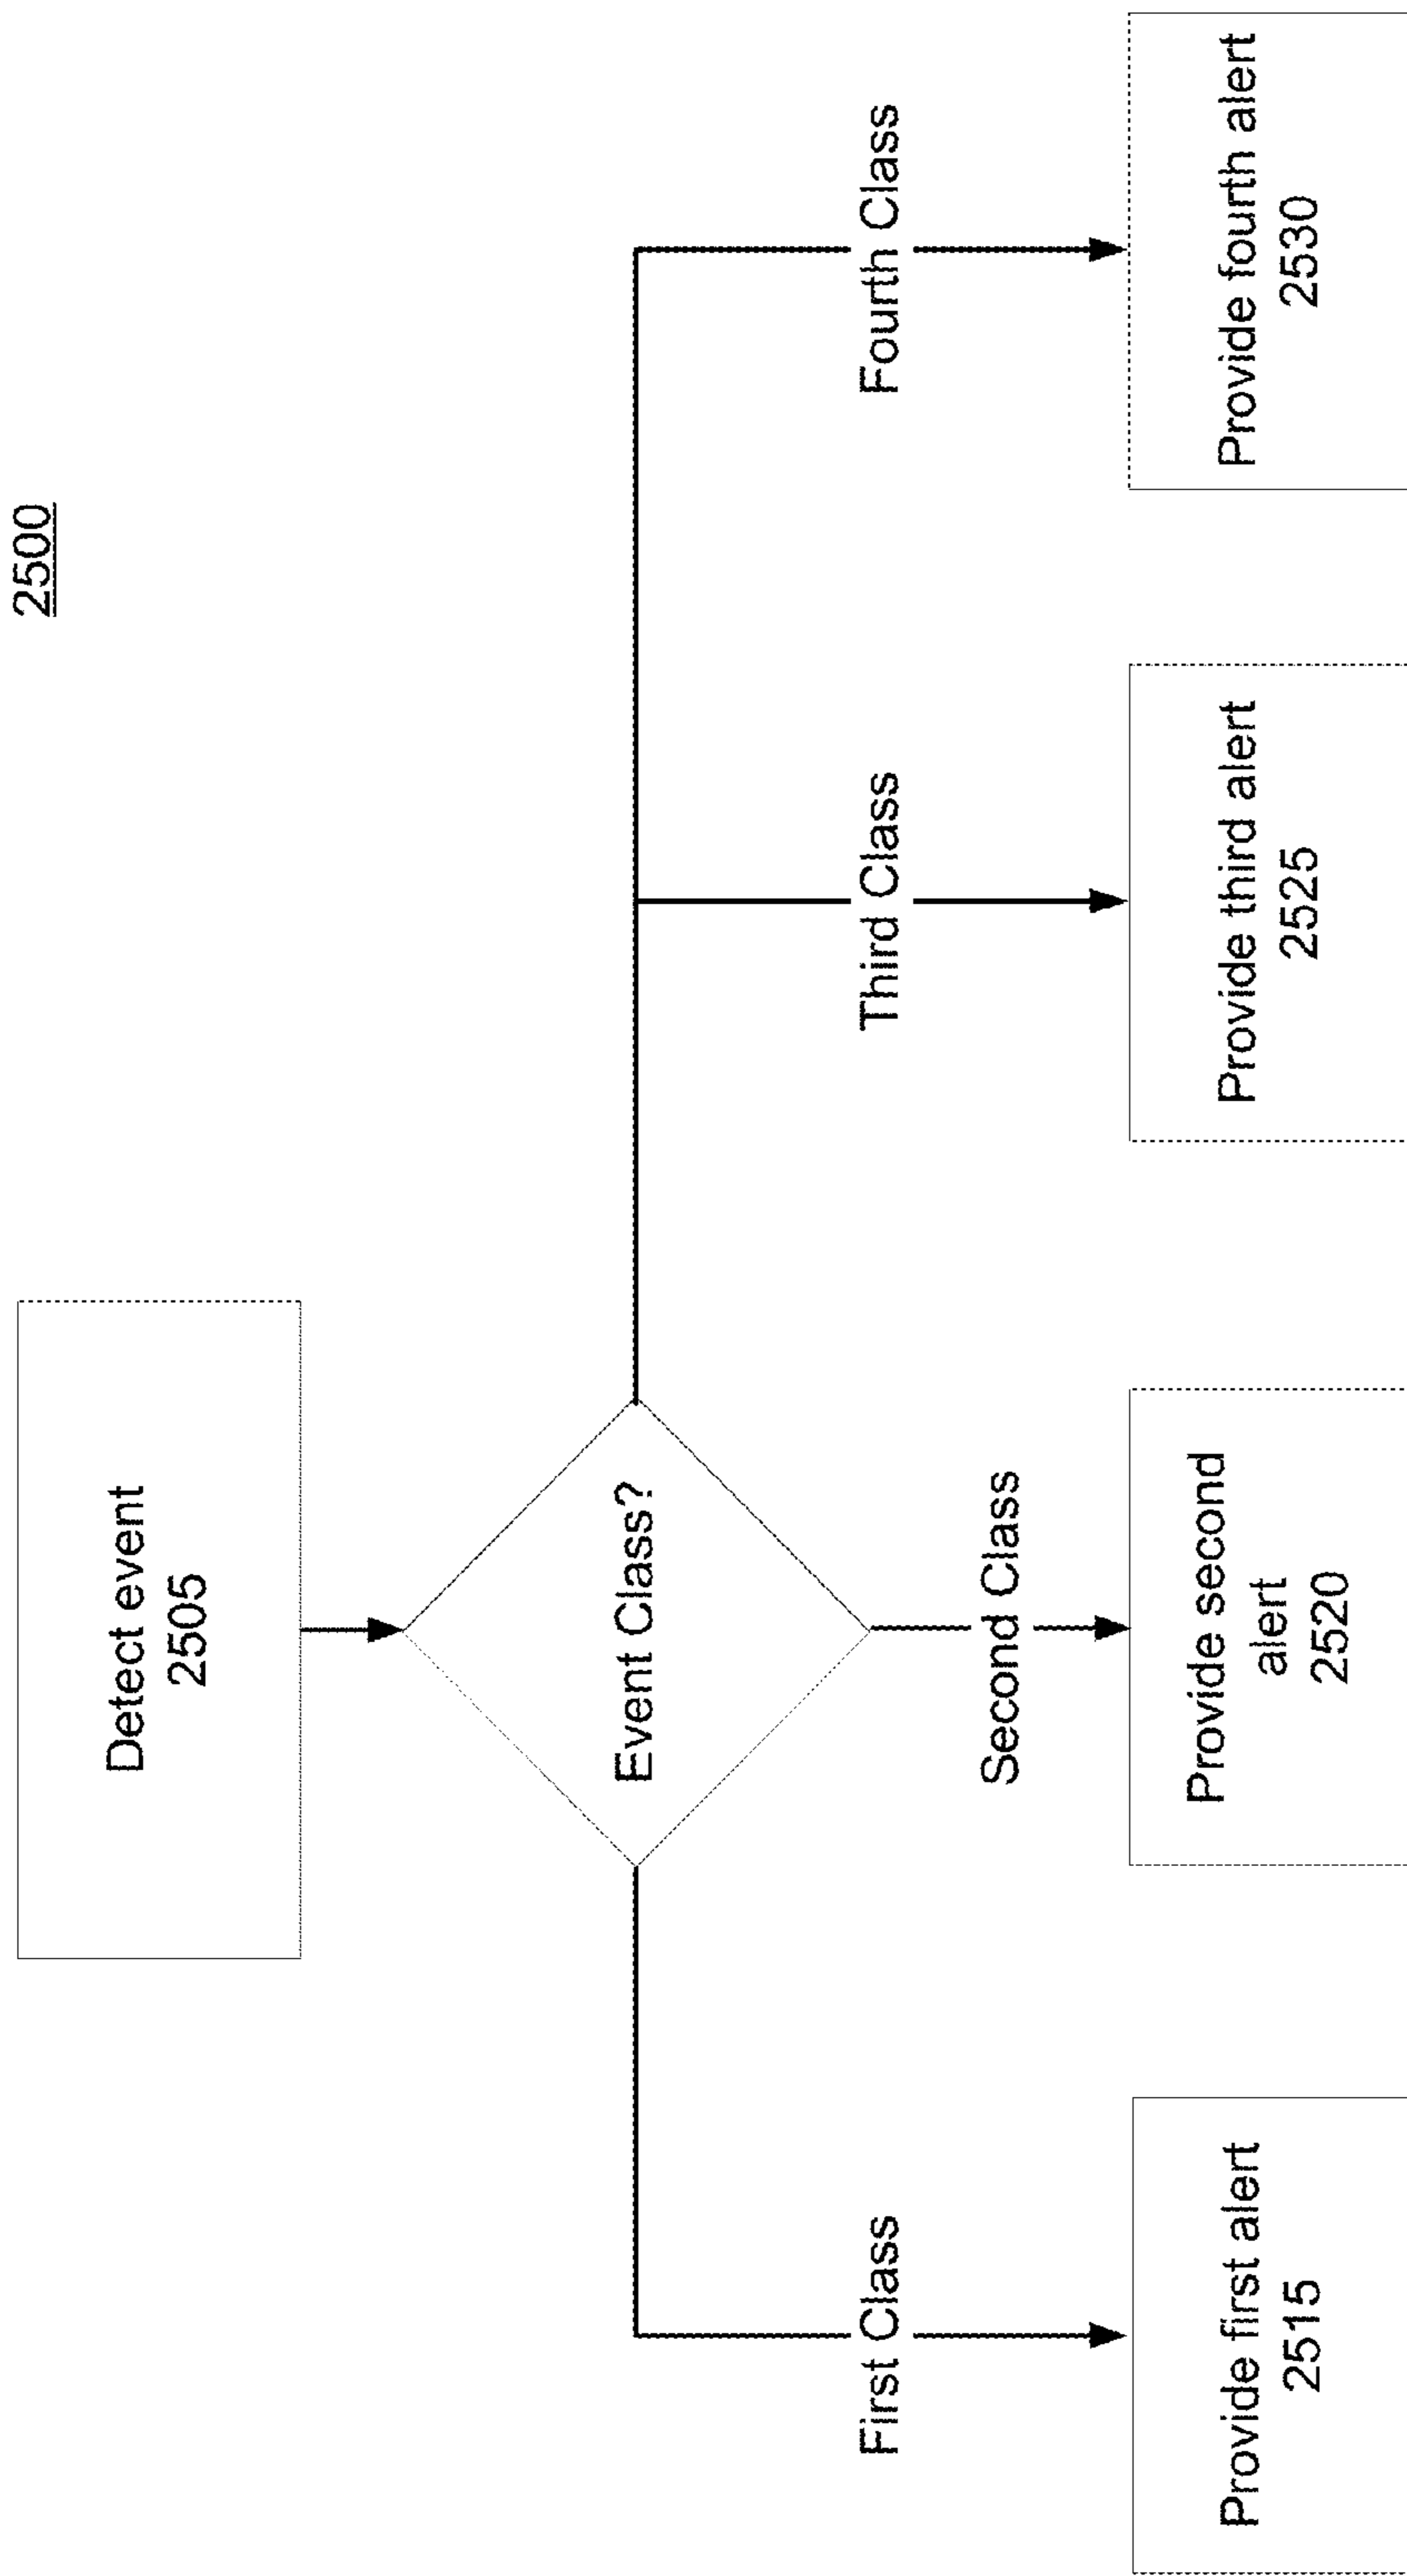 2500
Detect event
2505
Event Class?
First Class
Second Class
Third Class
Fourth Class
Provide first alert
2515
Provide second
alert
2520
Provide third alert
2525
Provide fourth alert
2530